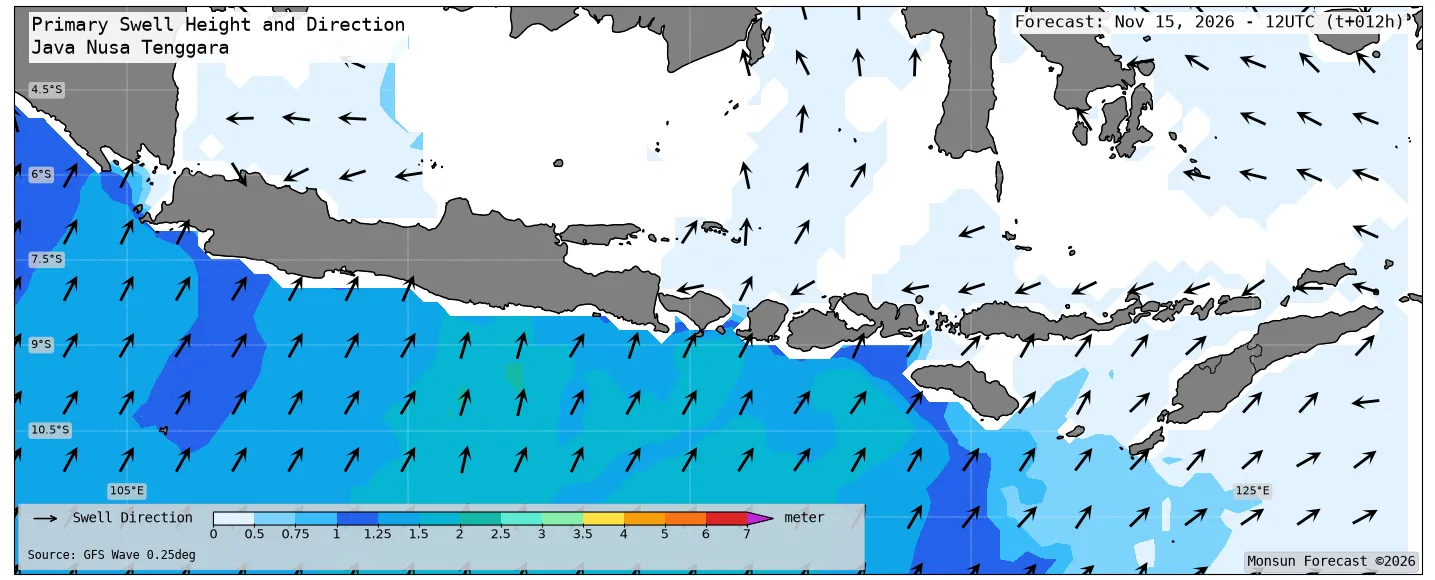 Primary Swell Height and Direction
Java Nusa Tenggara
Forecast: Nov 15, 2026 - 12UTC (t+012h)
4.5°S
6°S
7.5°S
9°S
10.5°S
105°E
125°E
Swell Direction
0 0.5 0.75 1 1.25 1.5 2 2.5 3 3.5 4 5 6 7
meter
Source: GFS Wave 0.25deg
Monsun Forecast ©2026